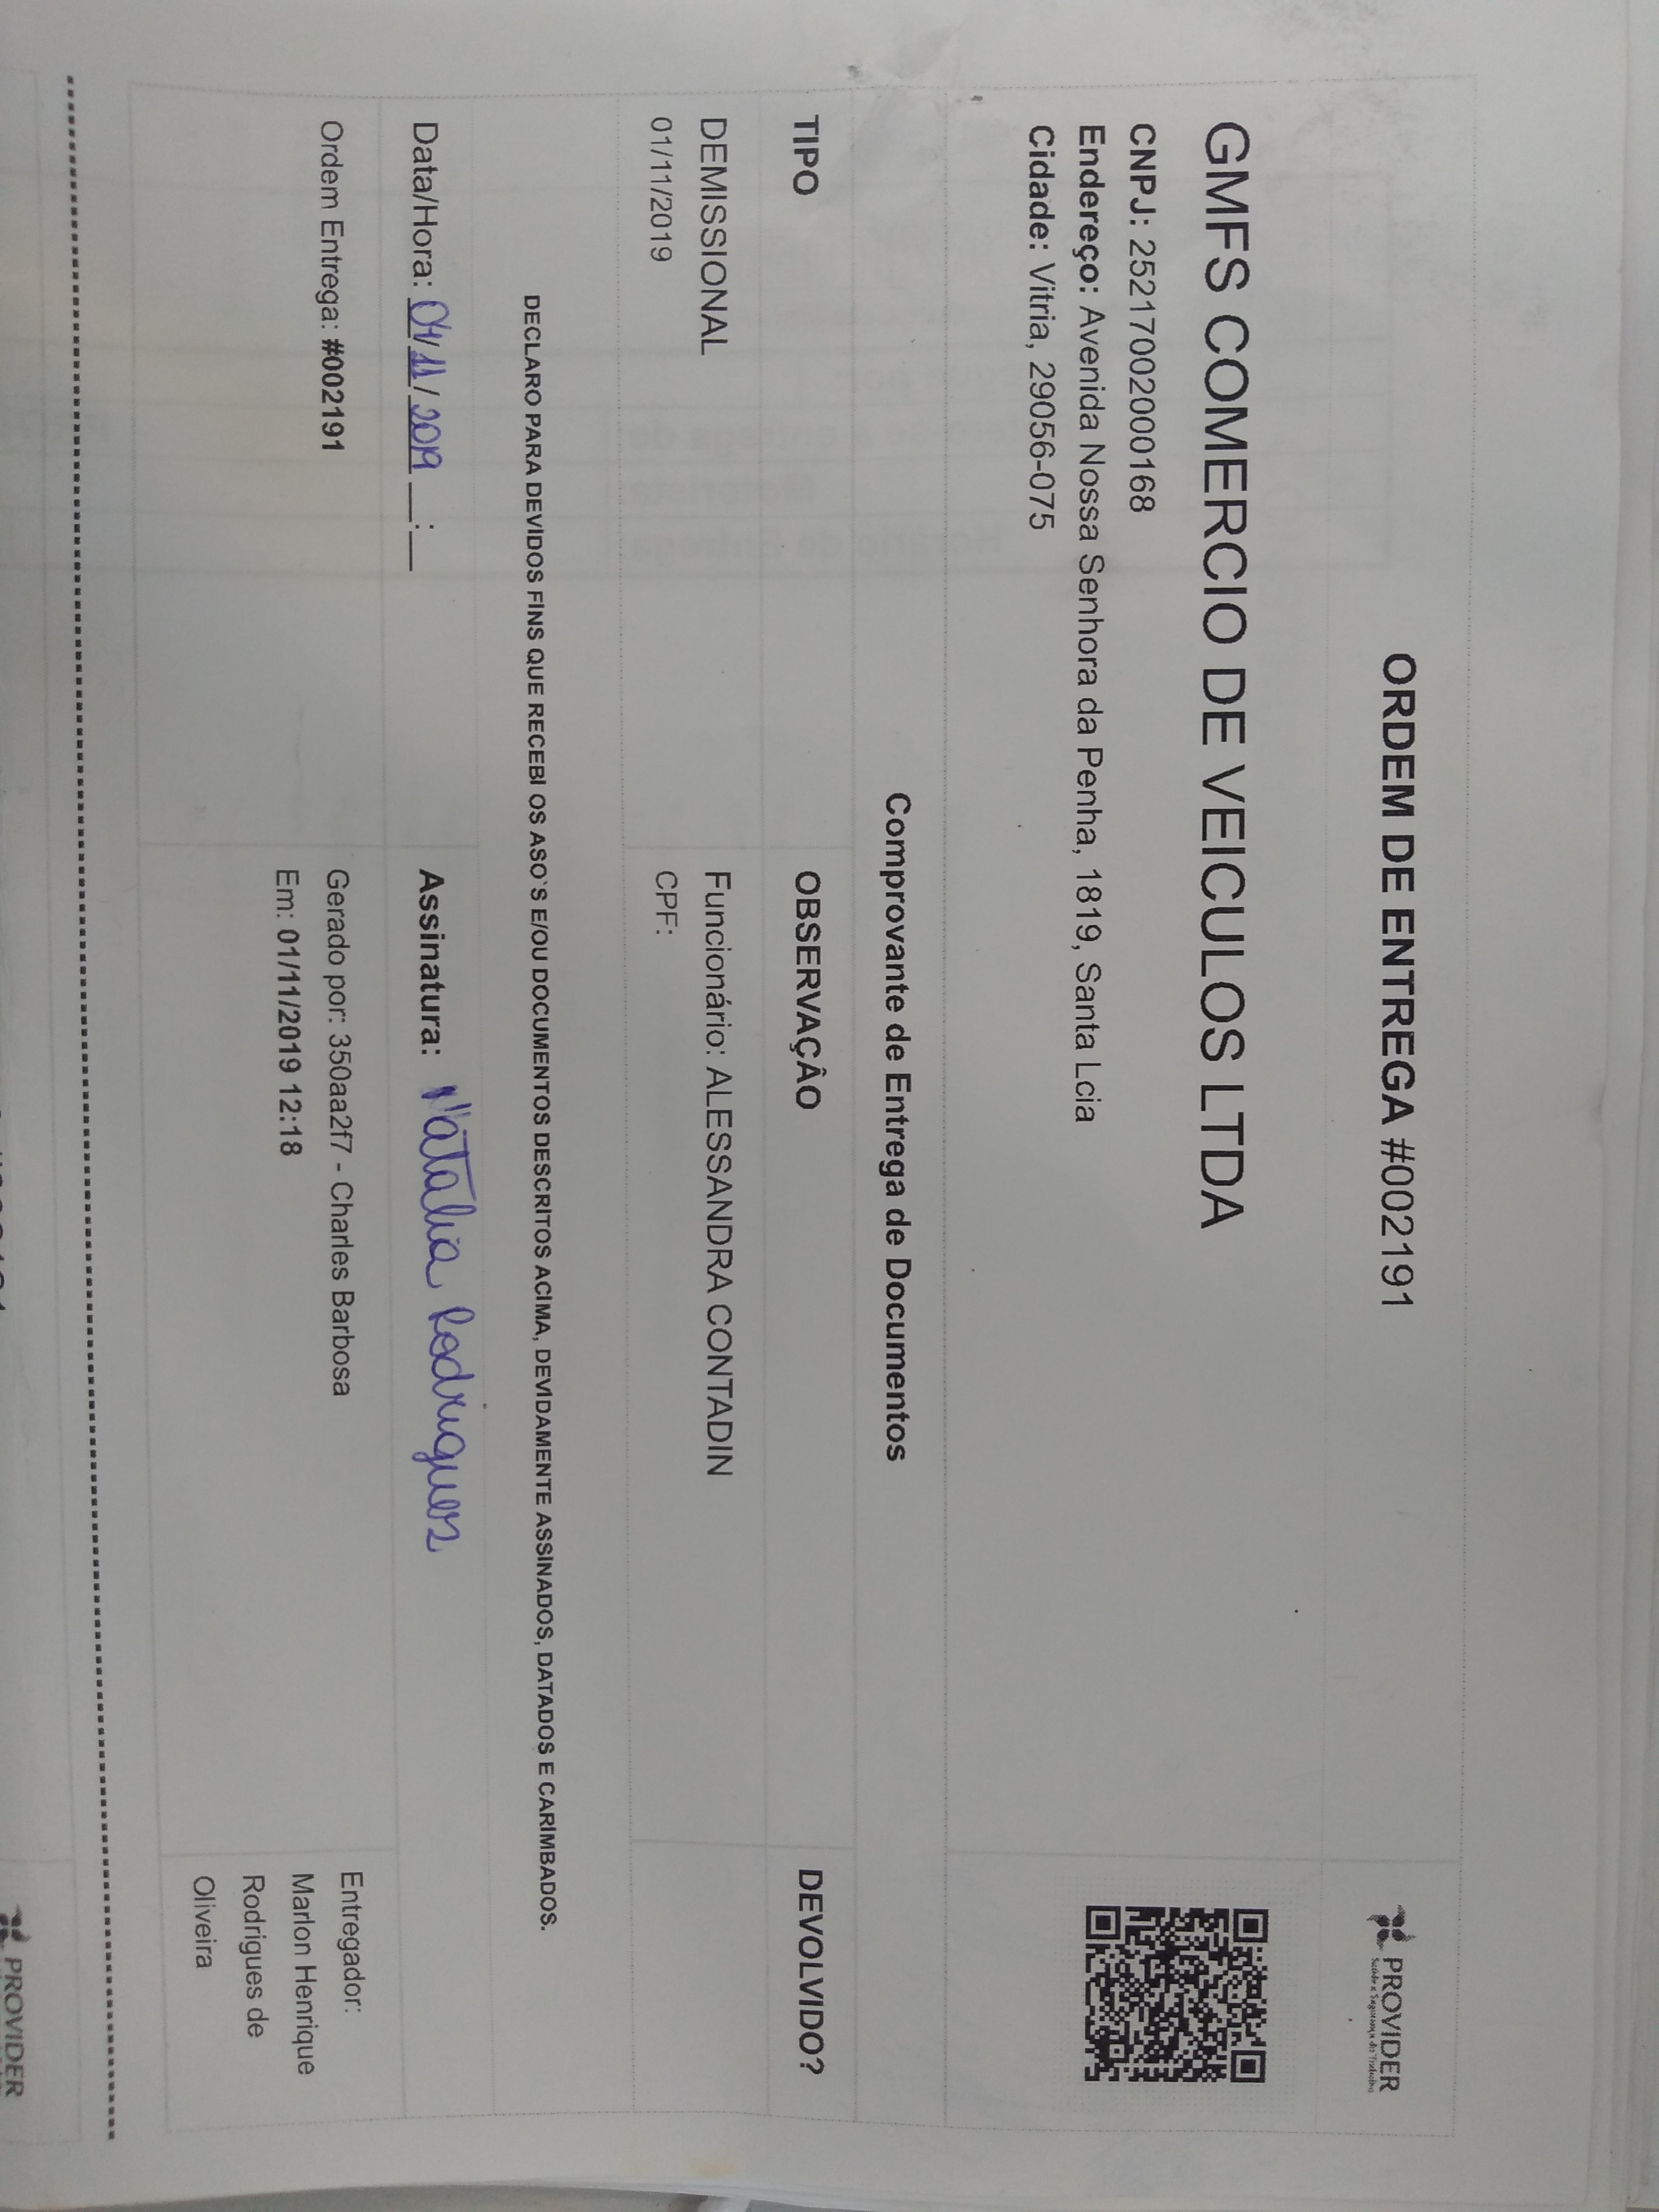 ORDEM DE ENTREGA #002191
PROVIDER
Saúde e Segurança do Trabalho
GMFS COMERCIO DE VEICULOS LTDA
CNPJ: 25217002000168
Endereço: Avenida Nossa Senhora da Penha, 1819, Santa Lcia
Cidade: Vitria, 29056-075
Comprovante de Entrega de Documentos
TIPO OBSERVAÇÂO DEVOLVIDO?
DEMISSIONAL Funcionário: ALESSANDRA CONTADIN
01/11/2019 CPF:
DECLARO PARA DEVIDOS FINS QUE RECEBI OS ASO`S E/OU DOCUMENTOS DESCRITOS ACIMA, DEVIDAMENTE ASSINADOS, DATADOS E CARIMBADOS.
Data/Hora: 04/11/2019 __:__ Assinatura: Natalia Rodrigues
Ordem Entrega: #002191
Gerado por: 350aa2f7 - Charles Barbosa
Em: 01/11/2019 12:18
Entregador:
Marlon Henrique
Rodrigues de
Oliveira
PROVIDER